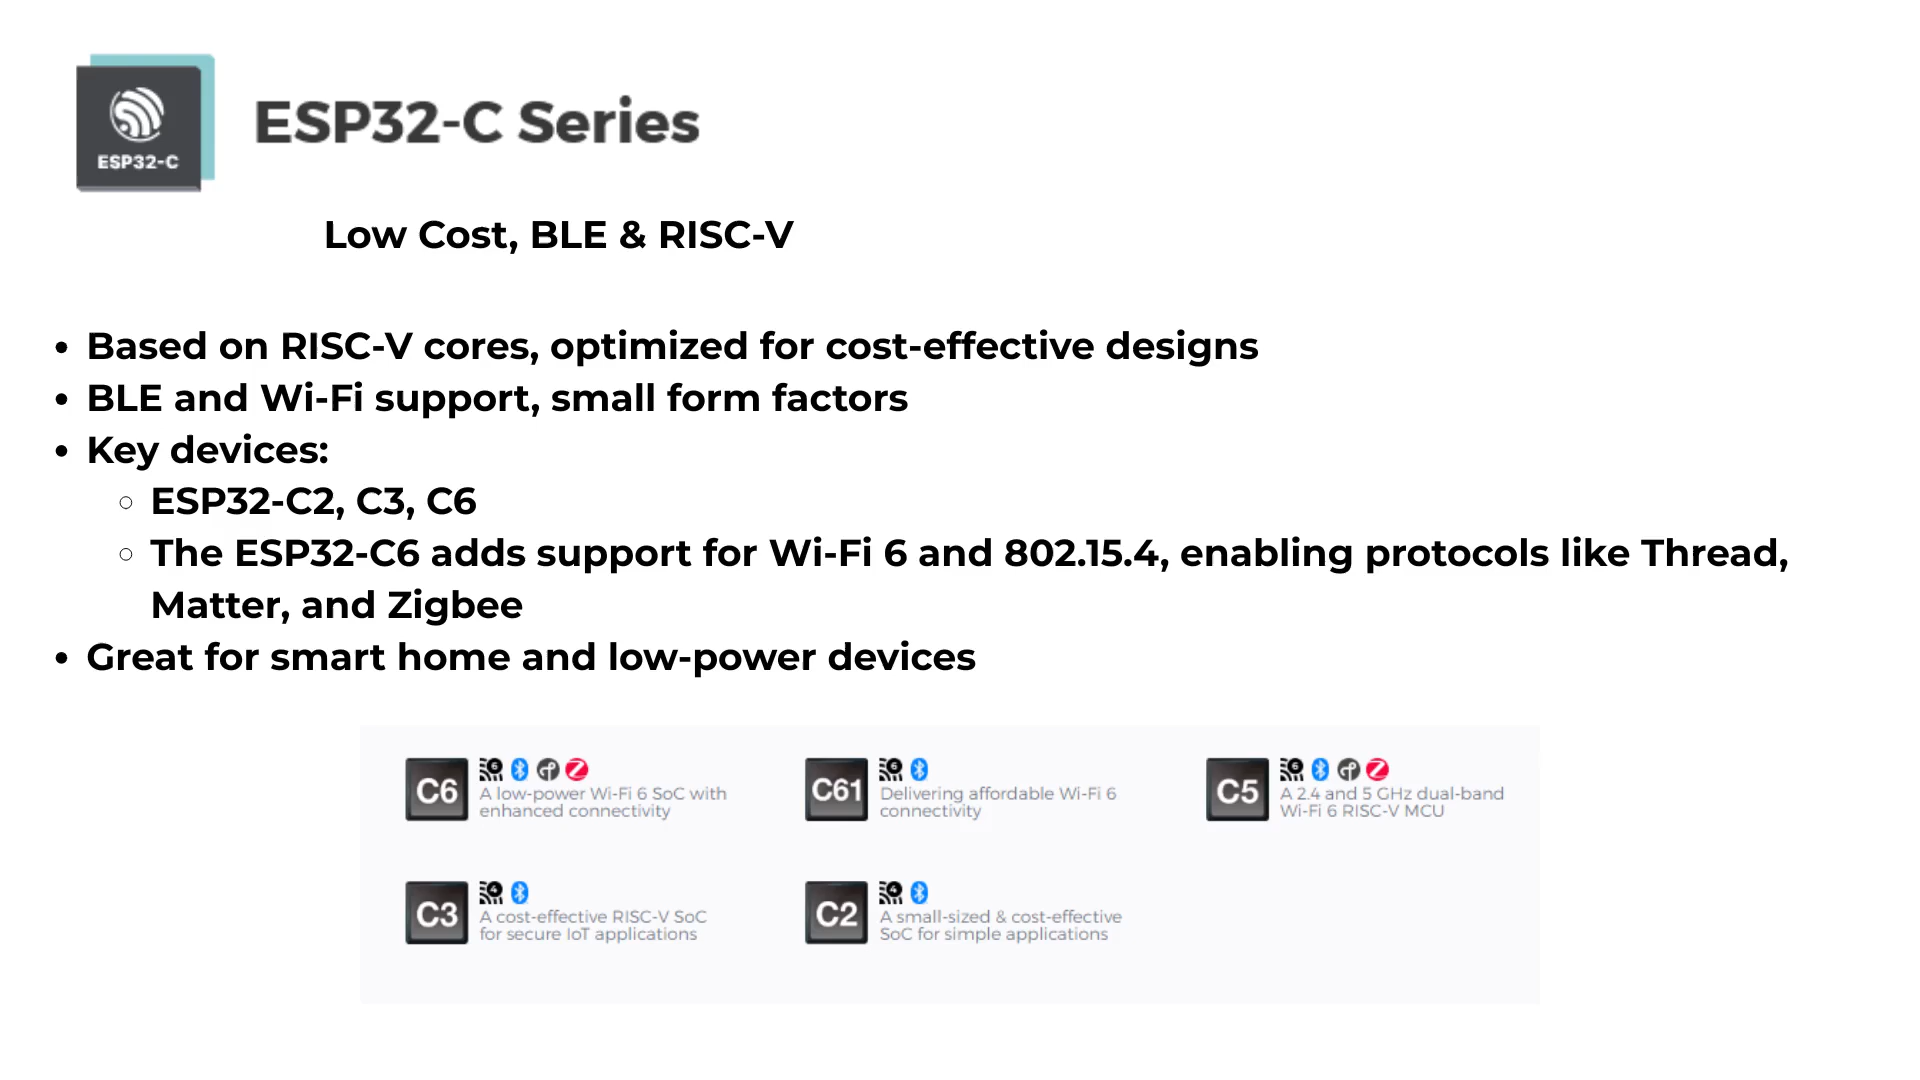 ESP32-C
ESP32-C Series
Low Cost, BLE & RISC-V
• Based on RISC-V cores, optimized for cost-effective designs
• BLE and Wi-Fi support, small form factors
• Key devices:
○ ESP32-C2, C3, C6
○ The ESP32-C6 adds support for Wi-Fi 6 and 802.15.4, enabling protocols like Thread,
Matter, and Zigbee
• Great for smart home and low-power devices
C6
6
A low-power Wi-Fi 6 SoC with
enhanced connectivity
C61
6
Delivering affordable Wi-Fi 6
connectivity
C5
6
A 2.4 and 5 GHz dual-band
Wi-Fi 6 RISC-V MCU
C3
4
A cost-effective RISC-V SoC
for secure IoT applications
C2
4
A small-sized & cost-effective
SoC for simple applications